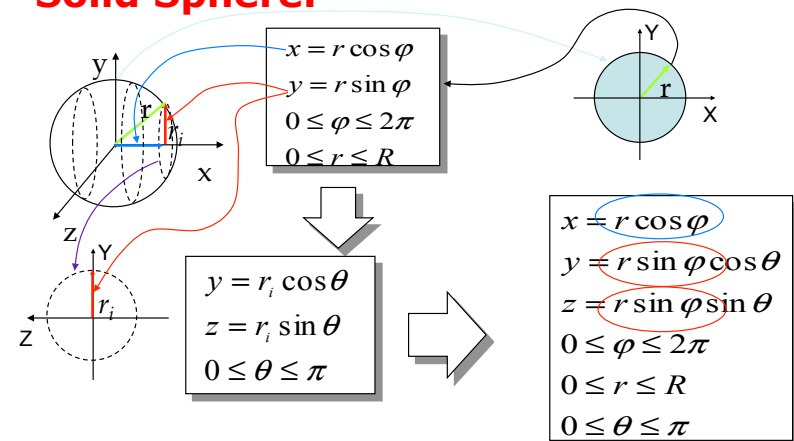 Solid Sphere:
y
r
r_i
x
z
x = r cos φ
y = r sin φ
0 ≤ φ ≤ 2π
0 ≤ r ≤ R
Y
r
X
Y
r_i
Z
y = r_i cos θ
z = r_i sin θ
0 ≤ θ ≤ π
x = r cos φ
y = r sin φ cos θ
z = r sin φ sin θ
0 ≤ φ ≤ 2π
0 ≤ r ≤ R
0 ≤ θ ≤ π